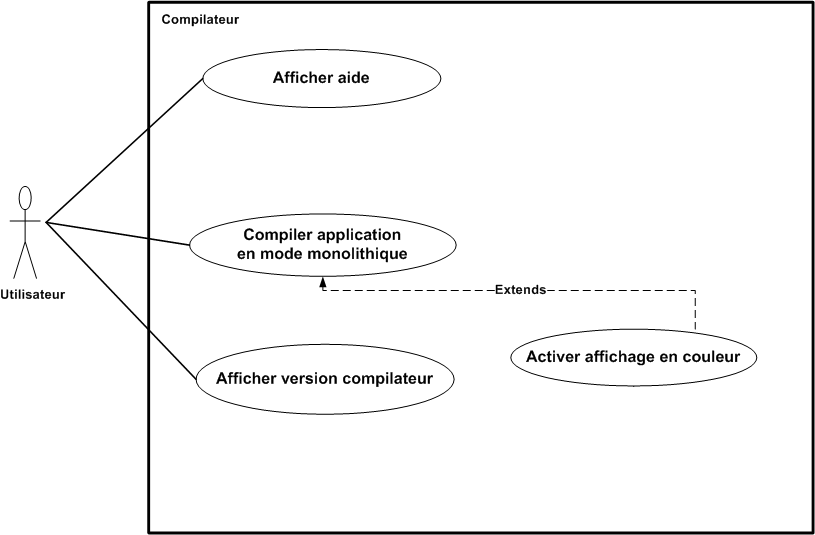 Compilateur
Afficher aide
Compiler application
en mode monolithique
Extends
Utilisateur
Activer affichage en couleur
Afficher version compilateur